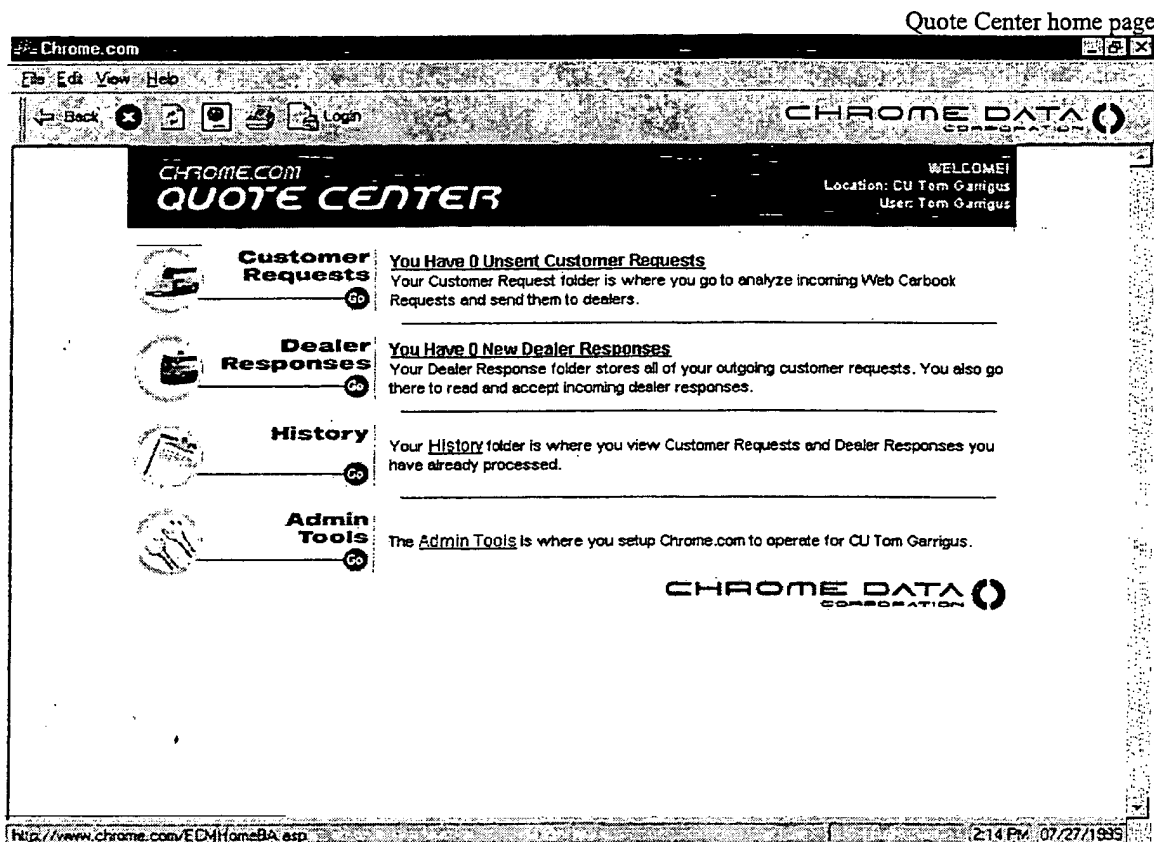 Quote Center home page
Chrome.com
File Edit View Help
Back Login CHROME DATA
CORPORATION
CHROME.COM
QUOTE CENTER
WELCOME!
Location: CU Tom Garrigus
User: Tom Garrigus
Customer
Requests
Go
You Have 0 Unsent Customer Requests
Your Customer Request folder is where you go to analyze incoming Web Carbook
Requests and send them to dealers.
Dealer
Responses
Go
You Have 0 New Dealer Responses
Your Dealer Response folder stores all of your outgoing customer requests. You also go
there to read and accept incoming dealer responses.
History
Go
Your History folder is where you view Customer Requests and Dealer Responses you
have already processed.
Admin
Tools
Go
The Admin Tools is where you setup Chrome.com to operate for CU Tom Garrigus.
CHROME DATA
CORPORATION
http://www.chrome.com/ECMHomeBA.asp
2:14 PM 07/27/1995